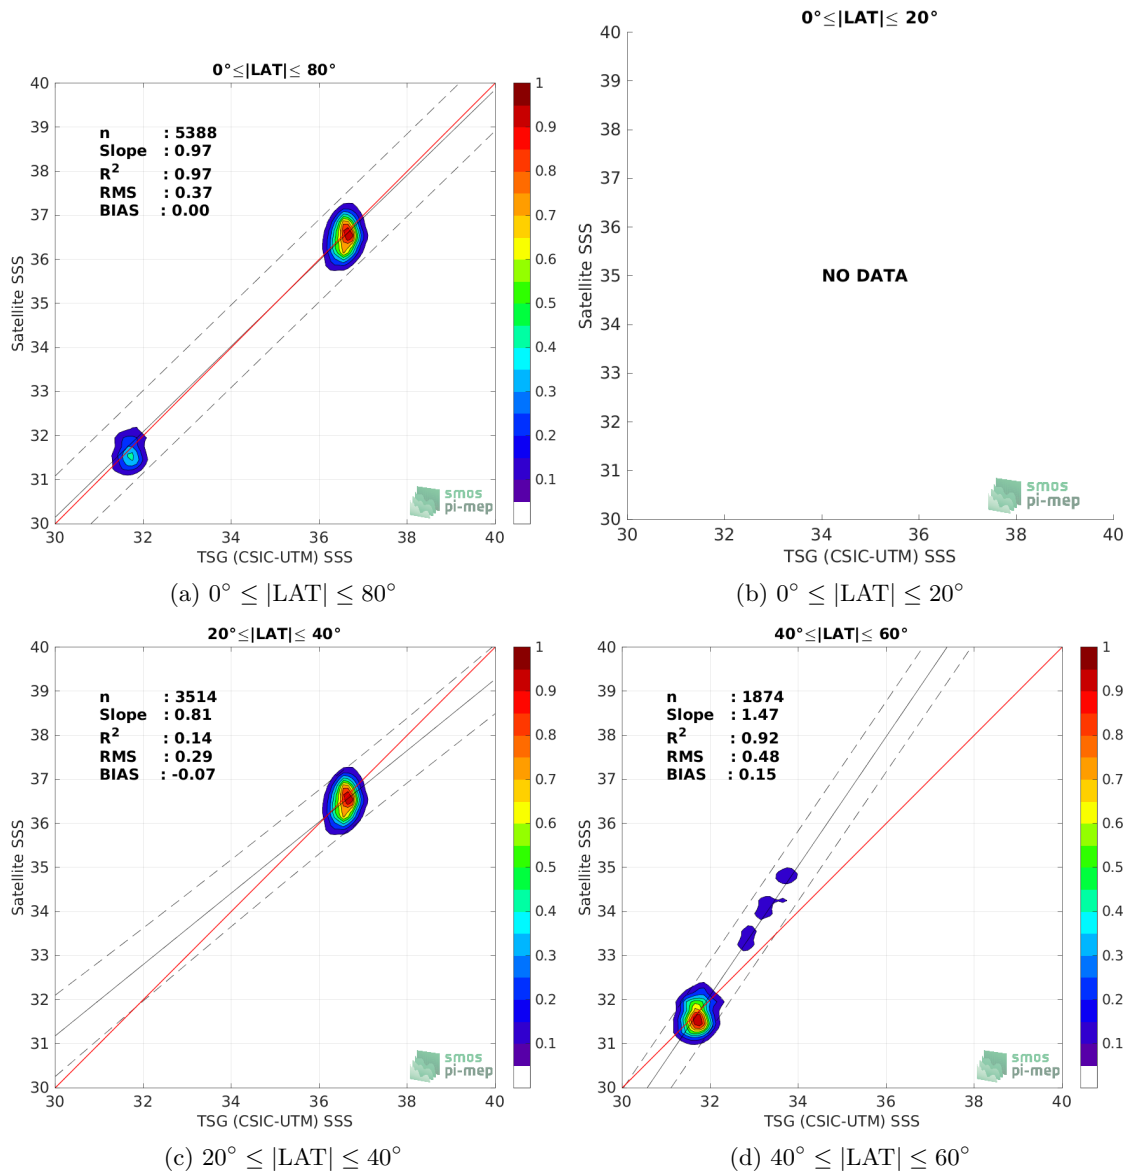 0°≤|LAT|≤ 80°
40
39
38
37
36
35
34
33
32
31
30
Satellite SSS
n : 5388
Slope : 0.97
R² : 0.97
RMS : 0.37
BIAS : 0.00
smos
pi-mep
30 32 34 36 38 40
TSG (CSIC-UTM) SSS
1
0.9
0.8
0.7
0.6
0.5
0.4
0.3
0.2
0.1
(a) 0° ≤ |LAT| ≤ 80°
0°≤|LAT|≤ 20°
40
39
38
37
36
35
34
33
32
31
30
Satellite SSS
NO DATA
smos
pi-mep
30 32 34 36 38 40
TSG (CSIC-UTM) SSS
(b) 0° ≤ |LAT| ≤ 20°
20°≤|LAT|≤ 40°
40
39
38
37
36
35
34
33
32
31
30
Satellite SSS
n : 3514
Slope : 0.81
R² : 0.14
RMS : 0.29
BIAS : -0.07
smos
pi-mep
30 32 34 36 38 40
TSG (CSIC-UTM) SSS
1
0.9
0.8
0.7
0.6
0.5
0.4
0.3
0.2
0.1
(c) 20° ≤ |LAT| ≤ 40°
40°≤|LAT|≤ 60°
40
39
38
37
36
35
34
33
32
31
30
Satellite SSS
n : 1874
Slope : 1.47
R² : 0.92
RMS : 0.48
BIAS : 0.15
smos
pi-mep
30 32 34 36 38 40
TSG (CSIC-UTM) SSS
1
0.9
0.8
0.7
0.6
0.5
0.4
0.3
0.2
0.1
(d) 40° ≤ |LAT| ≤ 60°